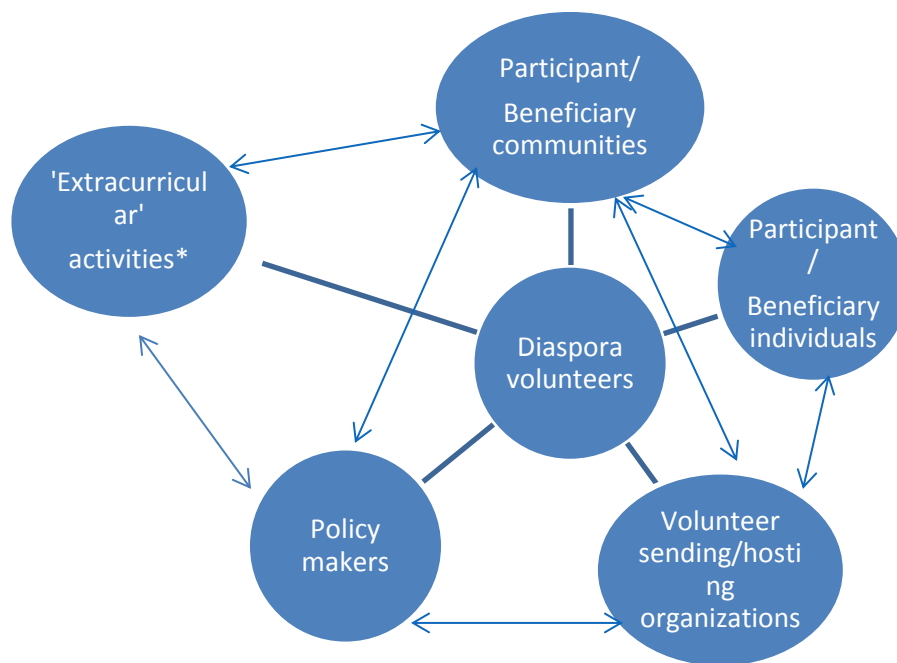 Participant/
Beneficiary
communities
'Extracurricul
ar'
activities*
Participant
/
Beneficiary
individuals
Diaspora
volunteers
Policy
makers
Volunteer
sending/hosti
ng
organizations